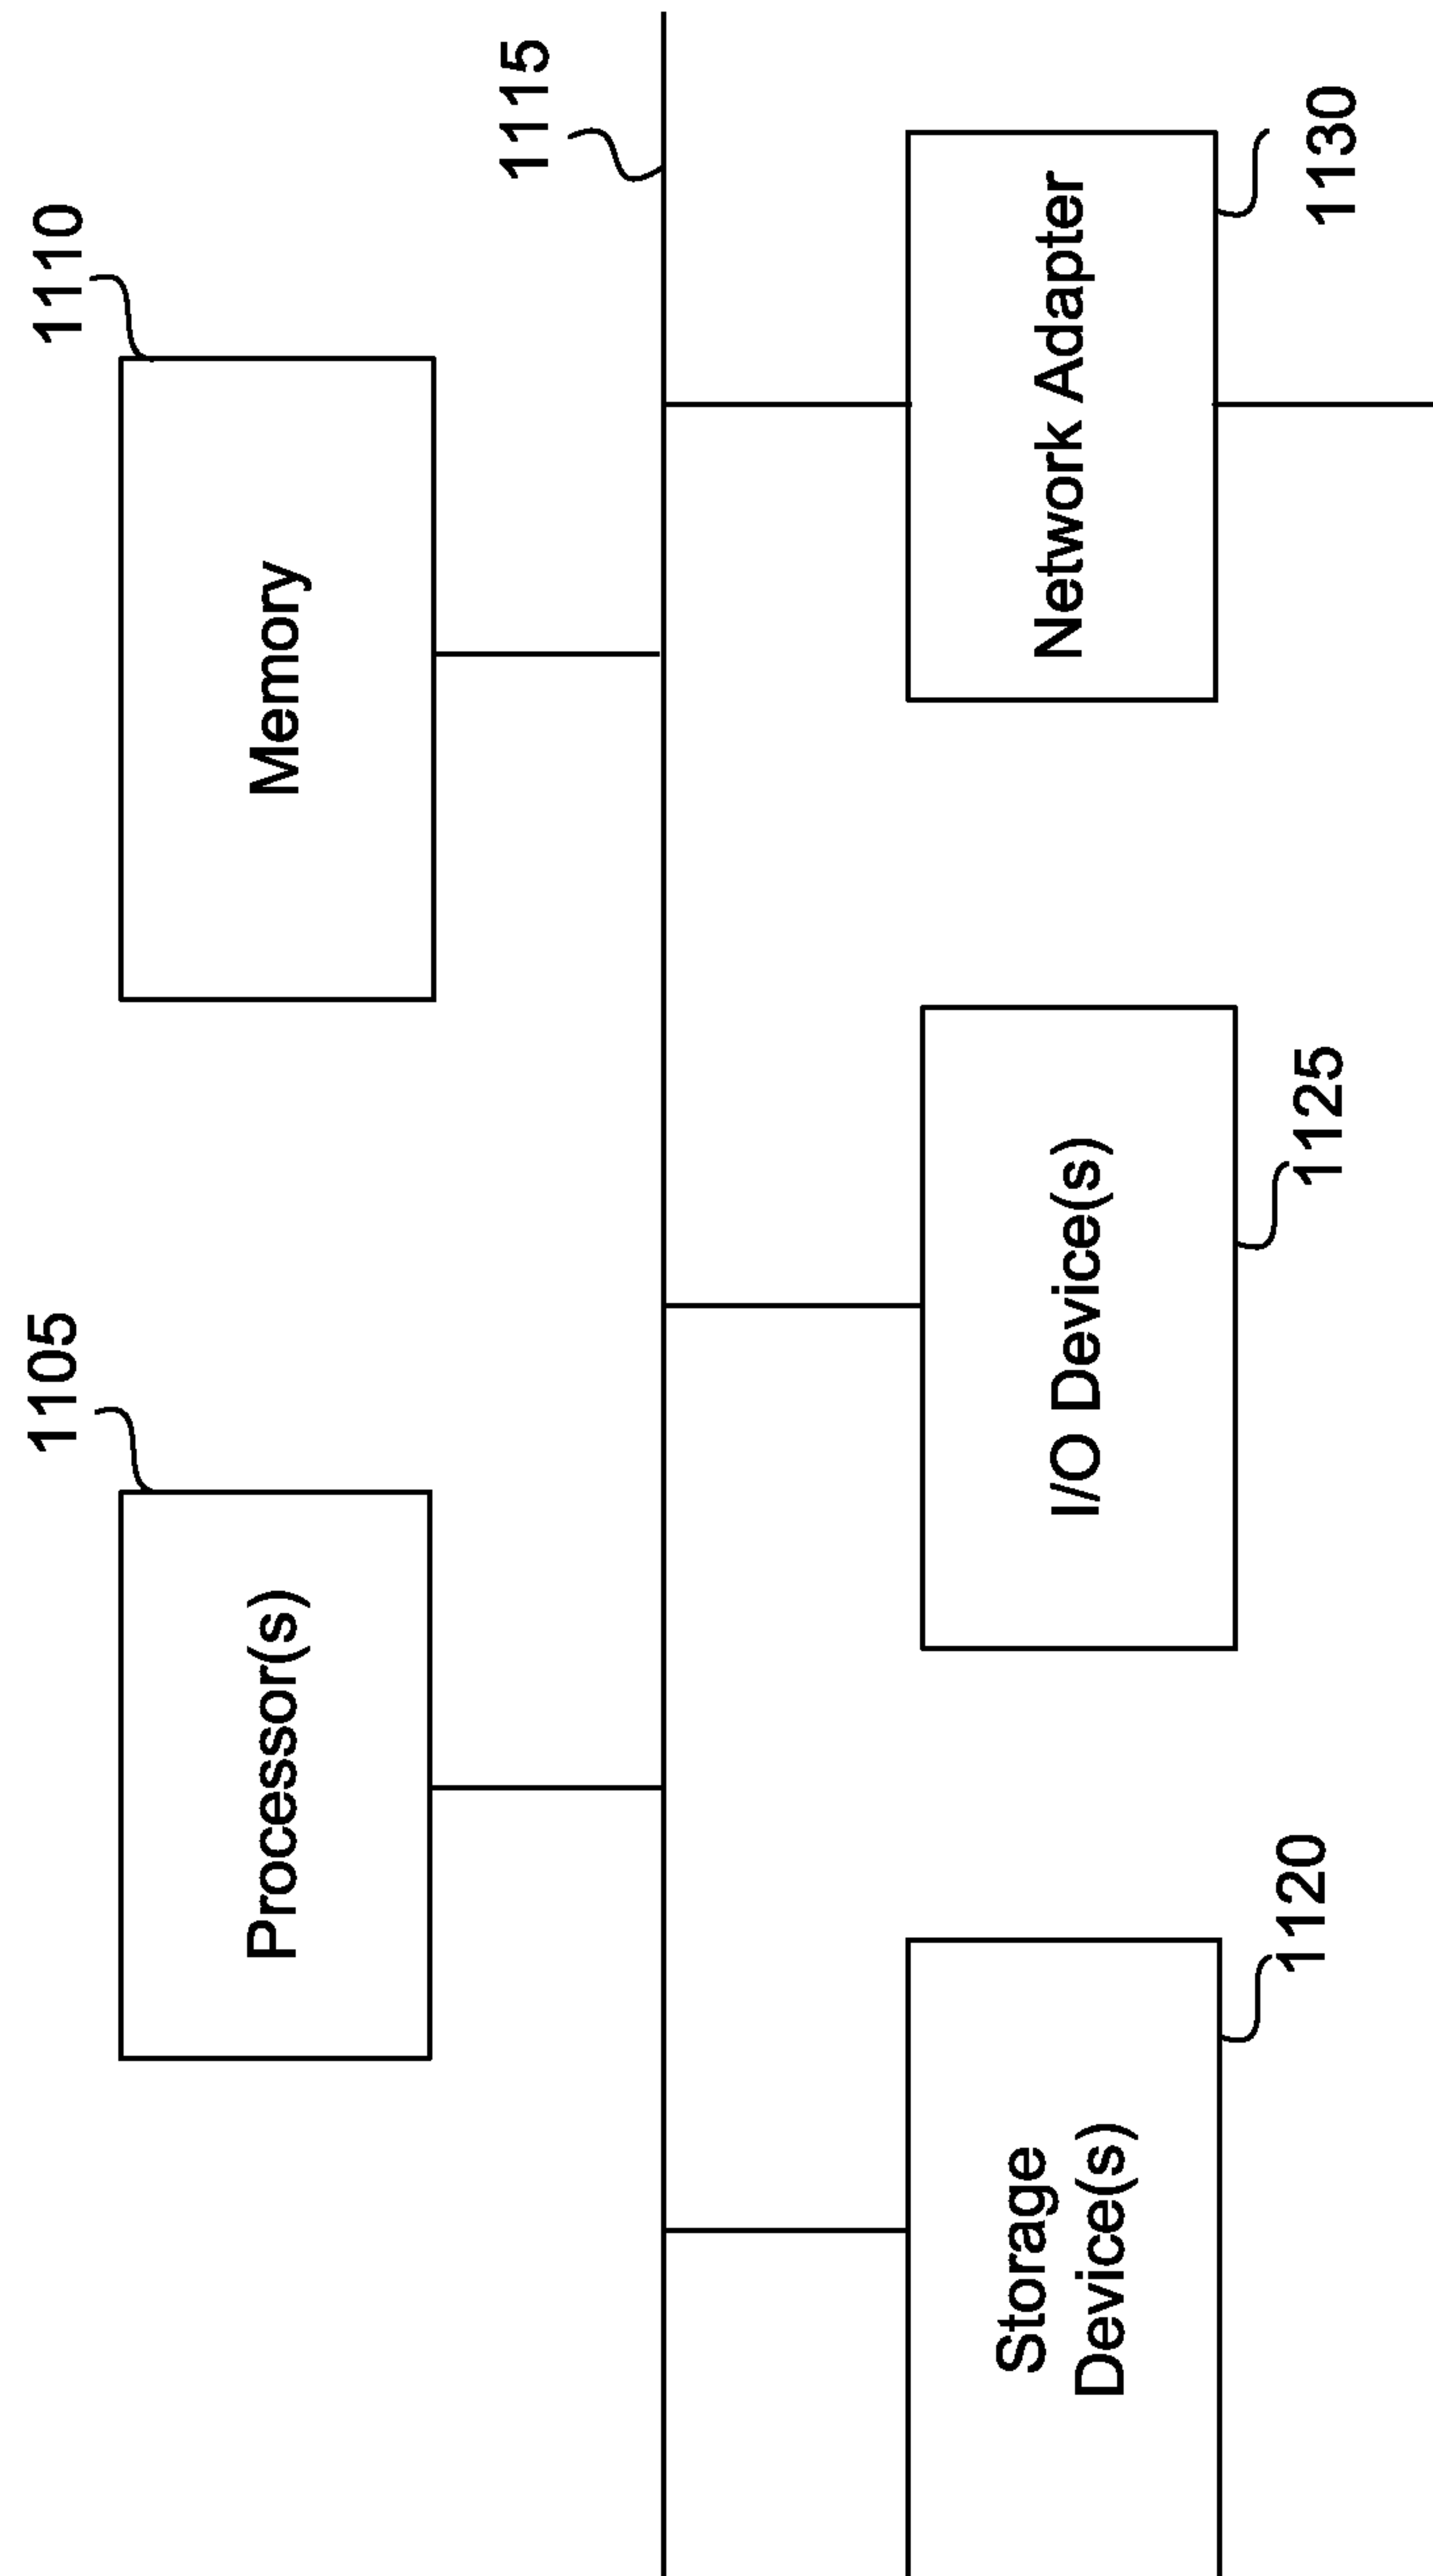 1105
Processor(s)
1110
Memory
1115
Storage
Device(s)
1120
I/O Device(s)
1125
Network Adapter
1130